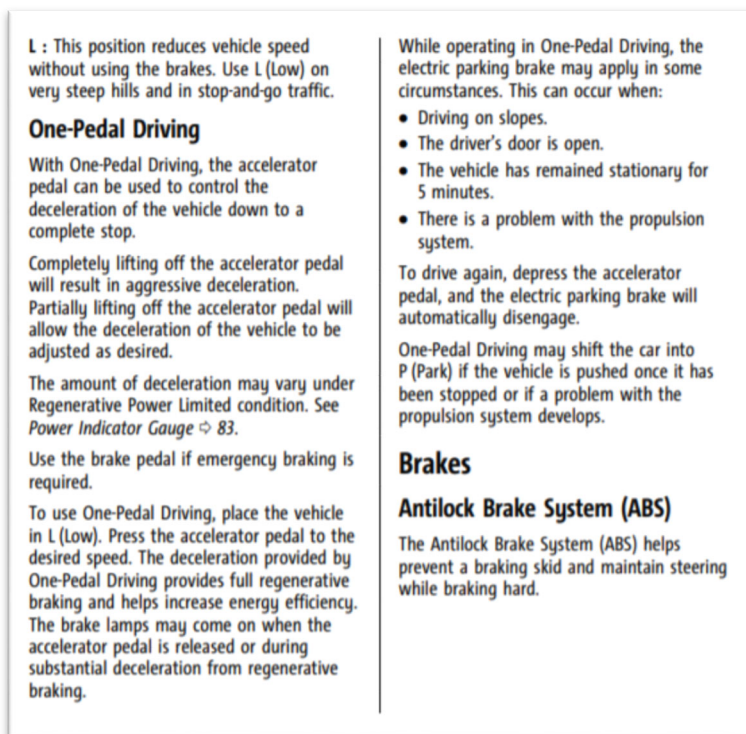 L : This position reduces vehicle speed
without using the brakes. Use L (Low) on
very steep hills and in stop-and-go traffic.
One-Pedal Driving
With One-Pedal Driving, the accelerator
pedal can be used to control the
deceleration of the vehicle down to a
complete stop.
Completely lifting off the accelerator pedal
will result in aggressive deceleration.
Partially lifting off the accelerator pedal will
allow the deceleration of the vehicle to be
adjusted as desired.
The amount of deceleration may vary under
Regenerative Power Limited condition. See
Power Indicator Gauge ⇨ 83.
Use the brake pedal if emergency braking is
required.
To use One-Pedal Driving, place the vehicle
in L (Low). Press the accelerator pedal to the
desired speed. The deceleration provided by
One-Pedal Driving provides full regenerative
braking and helps increase energy efficiency.
The brake lamps may come on when the
accelerator pedal is released or during
substantial deceleration from regenerative
braking.
While operating in One-Pedal Driving, the
electric parking brake may apply in some
circumstances. This can occur when:
• Driving on slopes.
• The driver's door is open.
• The vehicle has remained stationary for
5 minutes.
• There is a problem with the propulsion
system.
To drive again, depress the accelerator
pedal, and the electric parking brake will
automatically disengage.
One-Pedal Driving may shift the car into
P (Park) if the vehicle is pushed once it has
been stopped or if a problem with the
propulsion system develops.
Brakes
Antilock Brake System (ABS)
The Antilock Brake System (ABS) helps
prevent a braking skid and maintain steering
while braking hard.